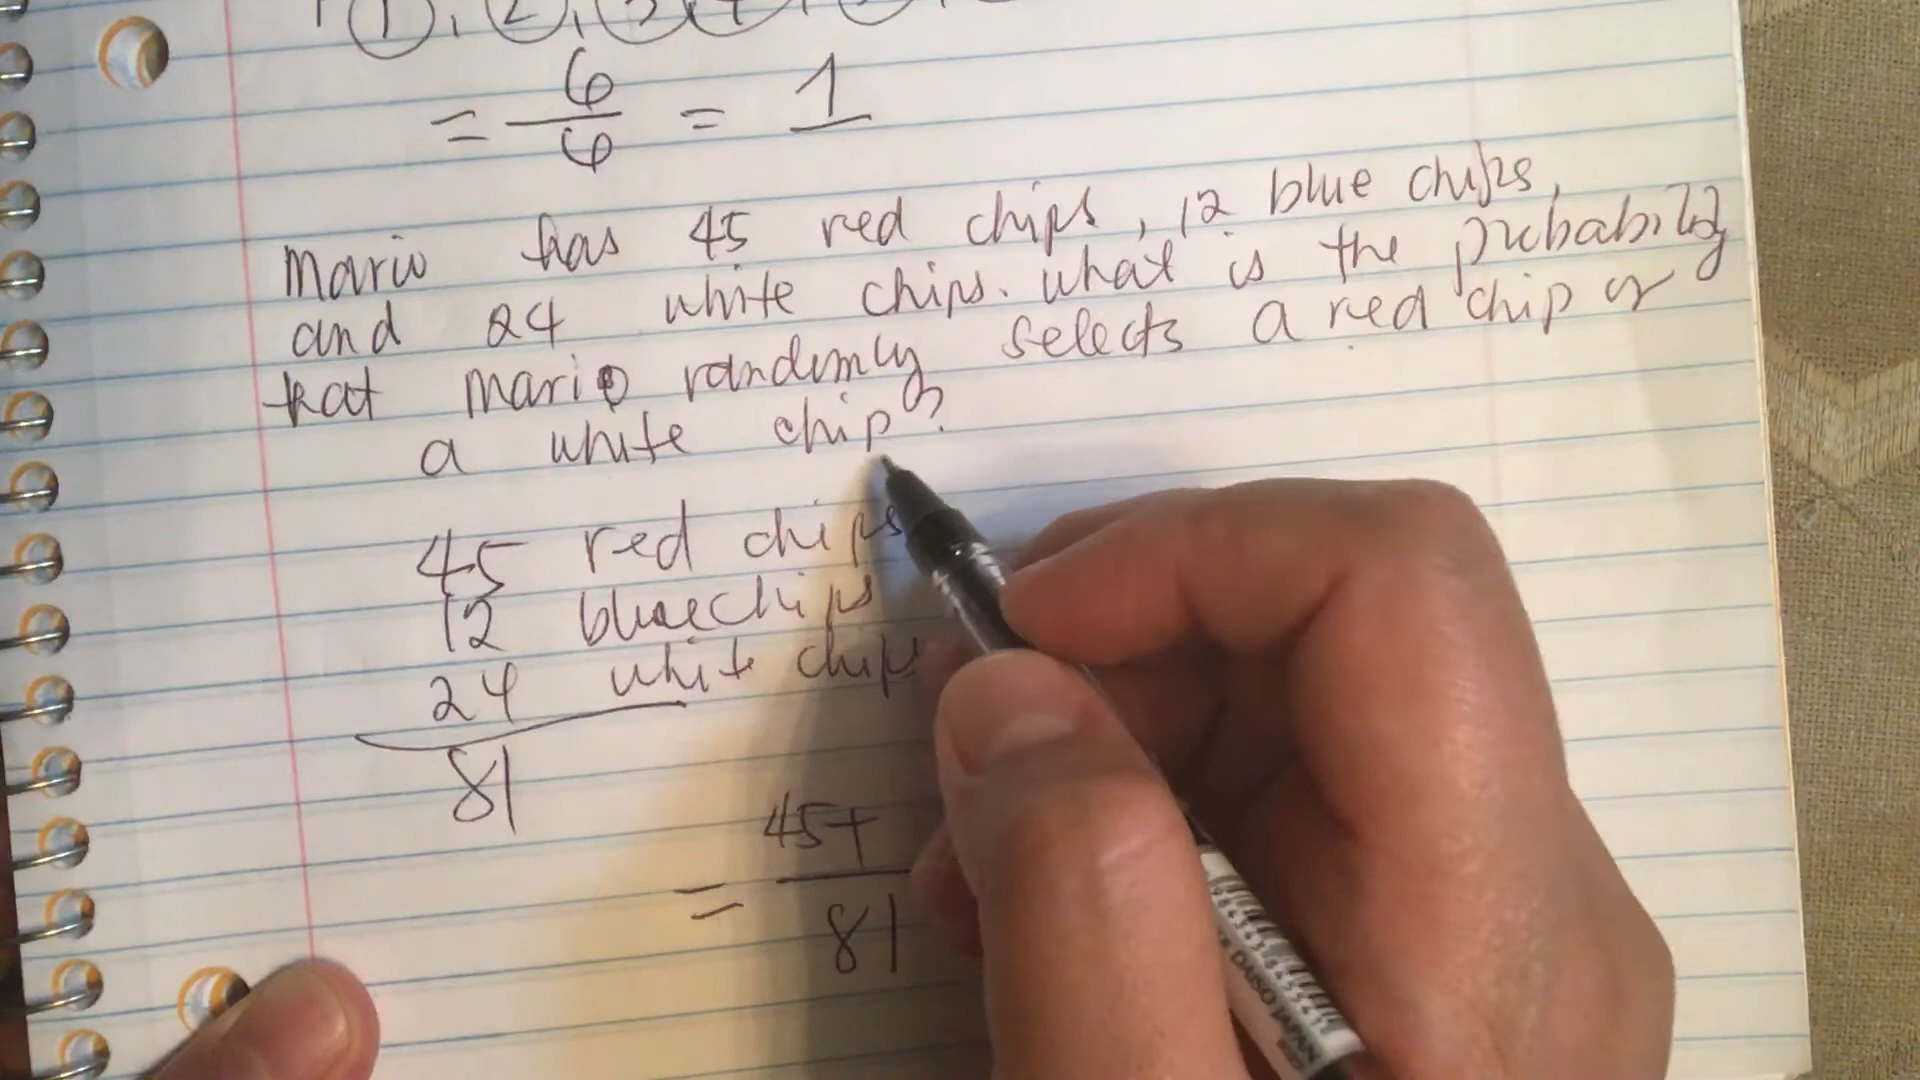 = 6/6 = 1
Mario has 45 red chips, 12 blue chips,
and 24 white chips. what is the probability
that Mario randomly selects a red chip or
a white chip?
45 red chips
12 blue chips
24 white chips
81
= 45+
81
DAISO JAPAN